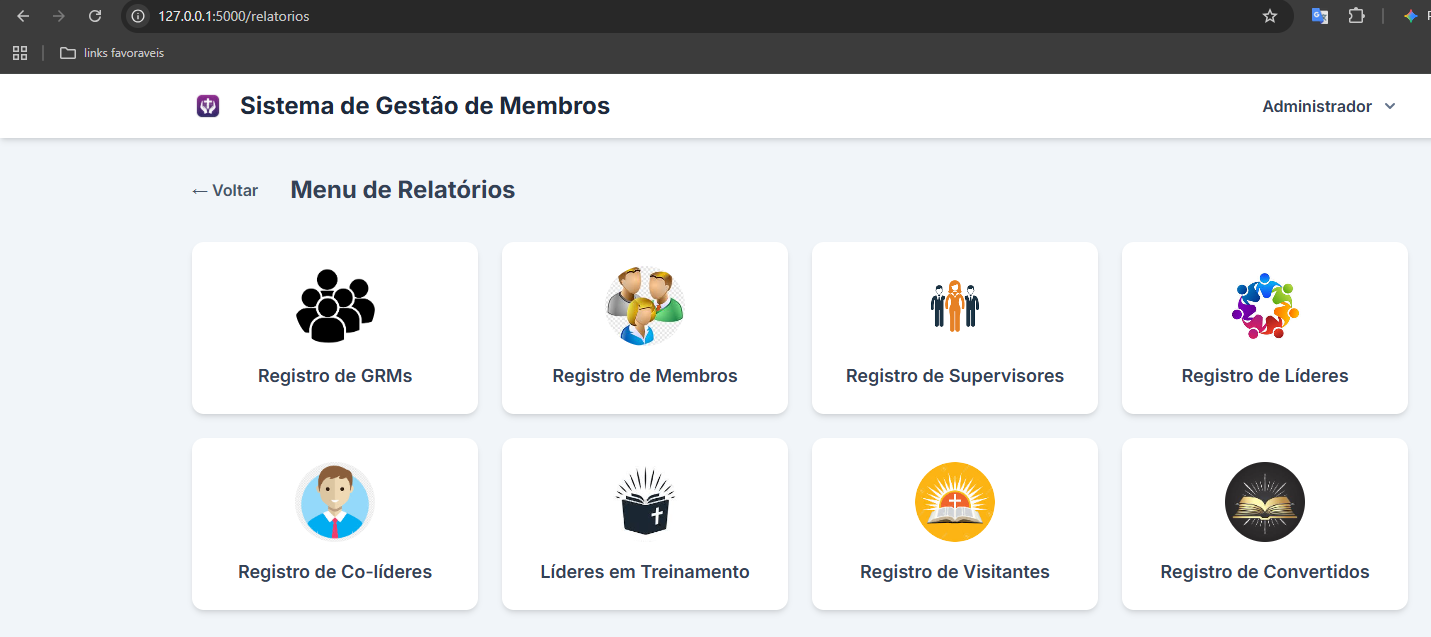 127.0.0.1:5000/relatorios
links favoraveis
Sistema de Gestão de Membros
Administrador
← Voltar
Menu de Relatórios
Registro de GRMs
Registro de Membros
Registro de Supervisores
Registro de Líderes
Registro de Co-líderes
Líderes em Treinamento
Registro de Visitantes
Registro de Convertidos